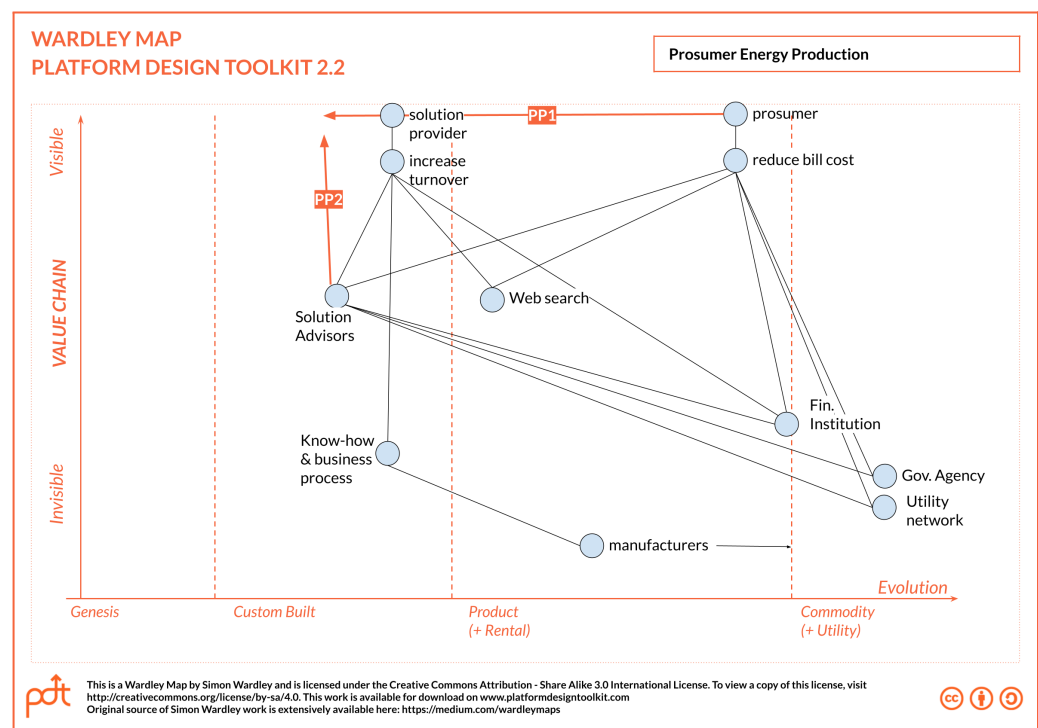 WARDLEY MAP
PLATFORM DESIGN TOOLKIT 2.2
Prosumer Energy Production
Visible
VALUE CHAIN
Invisible
solution
provider
PP1
prosumer
increase
turnover
reduce bill cost
PP2
Solution
Advisors
Web search
Fin.
Institution
Know-how
& business
process
Gov. Agency
Utility
network
manufacturers
Evolution
Genesis
Custom Built
Product
(+ Rental)
Commodity
(+ Utility)
pdt
This is a Wardley Map by Simon Wardley and is licensed under the Creative Commons Attribution - Share Alike 3.0 International License. To view a copy of this license, visit
http://creativecommons.org/license/by-sa/4.0. This work is available for download on www.platformdesigntoolkit.com
Original source of Simon Wardley work is extensively available here: https://medium.com/wardleymaps
cc